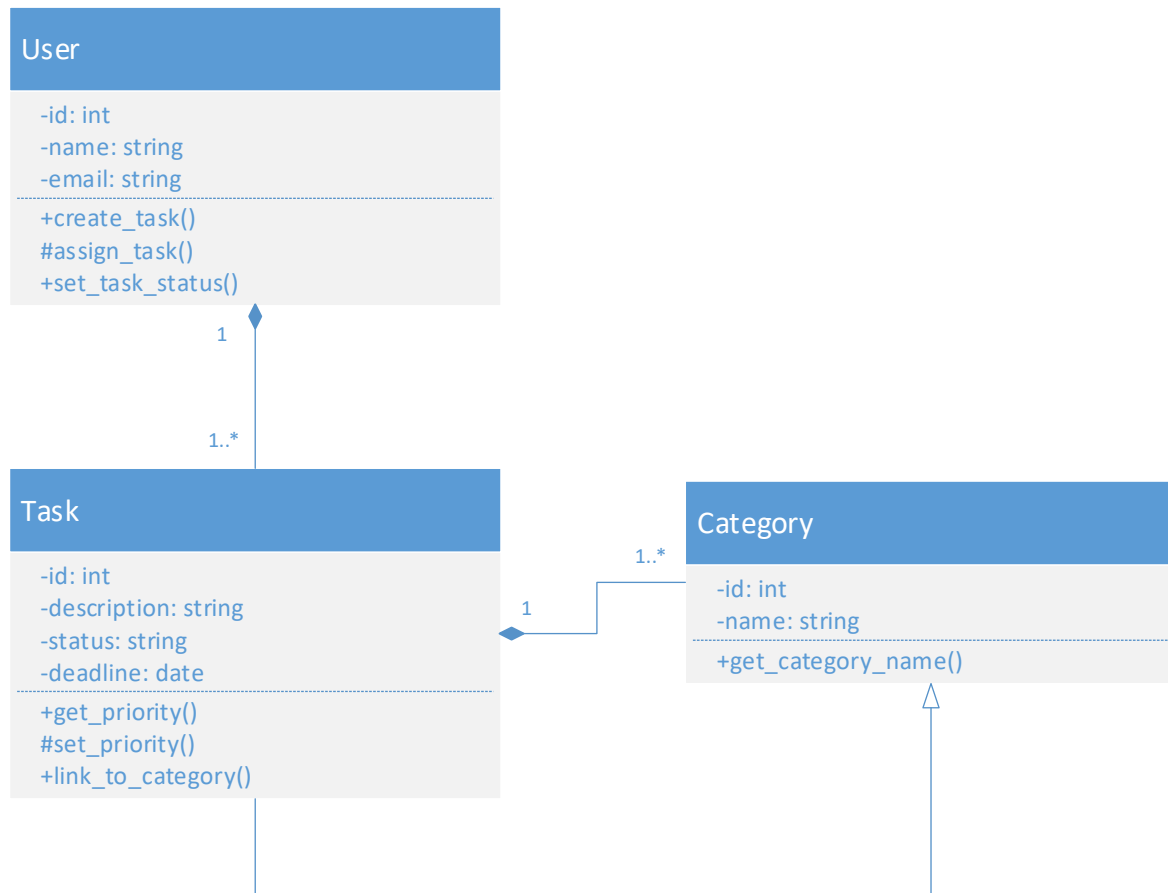 User
-id: int
-name: string
-email: string
+create_task()
#assign_task()
+set_task_status()
1
1..*
Task
-id: int
-description: string
-status: string
-deadline: date
+get_priority()
#set_priority()
+link_to_category()
1
1..*
Category
-id: int
-name: string
+get_category_name()